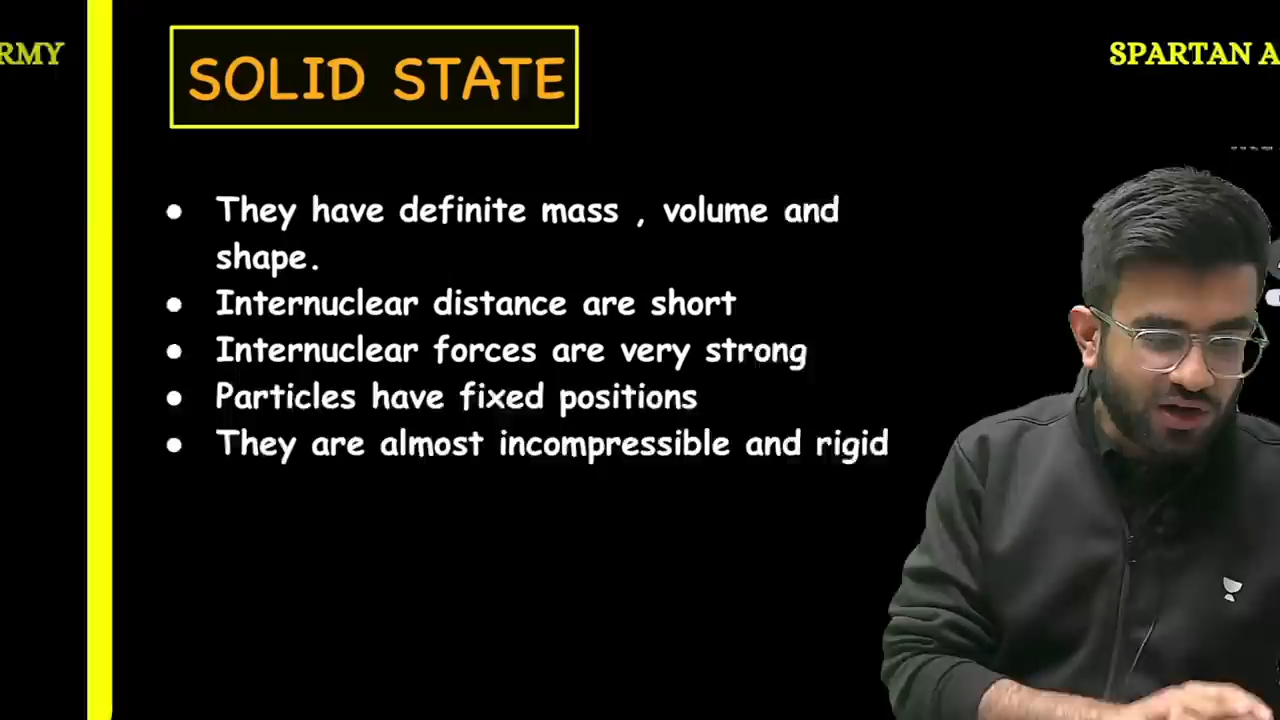 RMY
SPARTAN A
SOLID STATE
● They have definite mass , volume and
shape.
● Internuclear distance are short
● Internuclear forces are very strong
● Particles have fixed positions
● They are almost incompressible and rigid